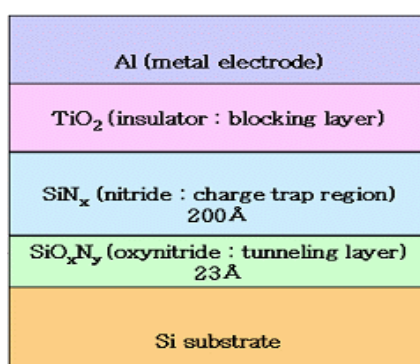 Al (metal electrode)
TiO₂ (insulator : blocking layer)
SiNₓ (nitride : charge trap region)
200Å
SiOₓNᵧ (oxynitride : tunneling layer)
23Å
Si substrate